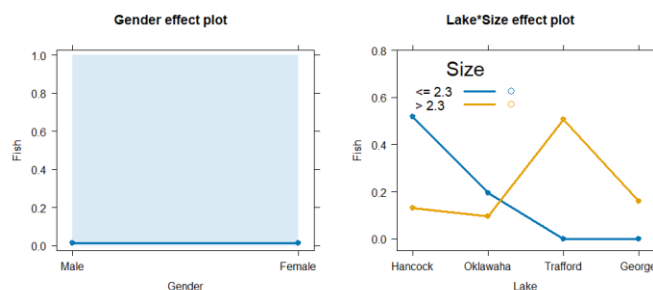 Gender effect plot
Fish
1.0
0.8
0.6
0.4
0.2
0.0
Male
Female
Gender
Lake*Size effect plot
Fish
0.8
0.6
0.4
0.2
0.0
Size
<= 2.3
> 2.3
Hancock
Oklawaha
Trafford
George
Lake